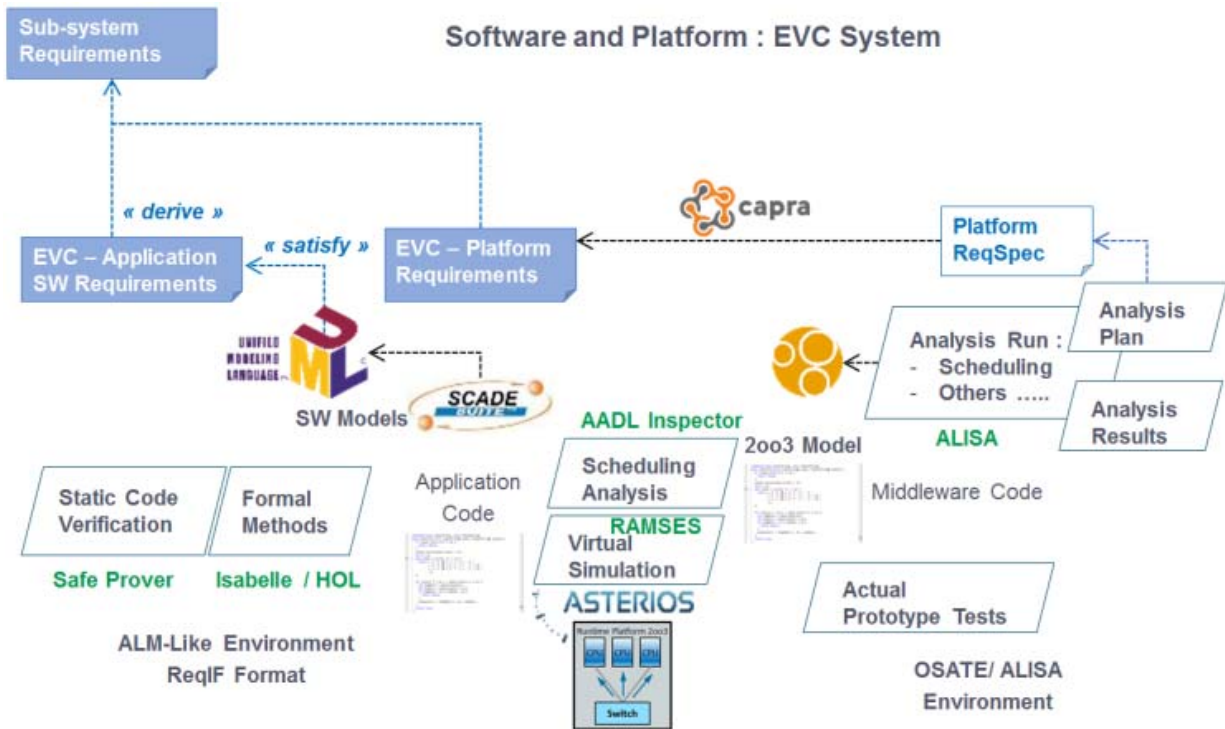 Sub-system
Requirements
Software and Platform : EVC System
« derive »
« satisfy »
capra
EVC – Application
SW Requirements
EVC – Platform
Requirements
Platform
ReqSpec
Analysis
Plan
UNIFIED
MODELING
LANGUAGE
UML
SCADE
SUITE
SW Models
Analysis Run :
- Scheduling
- Others …..
Analysis
Results
ALISA
AADL Inspector
2oo3 Model
Static Code
Verification
Formal
Methods
Application
Code
Scheduling
Analysis
Middleware Code
RAMSES
Virtual
Simulation
Safe Prover
Isabelle / HOL
ASTERIOS
Actual
Prototype Tests
Runtime Platform 2oo3
CPU
CPU
CPU
Switch
ALM-Like Environment
ReqIF Format
OSATE/ ALISA
Environment